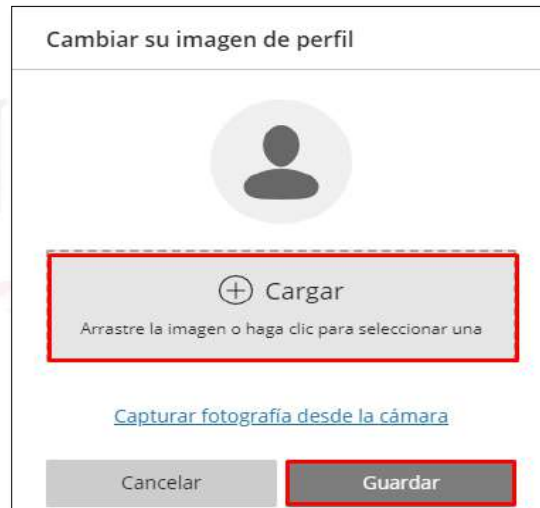 Cambiar su imagen de perfil
Cargar
Arrastre la imagen o haga clic para seleccionar una
Capturar fotografía desde la cámara
Cancelar
Guardar